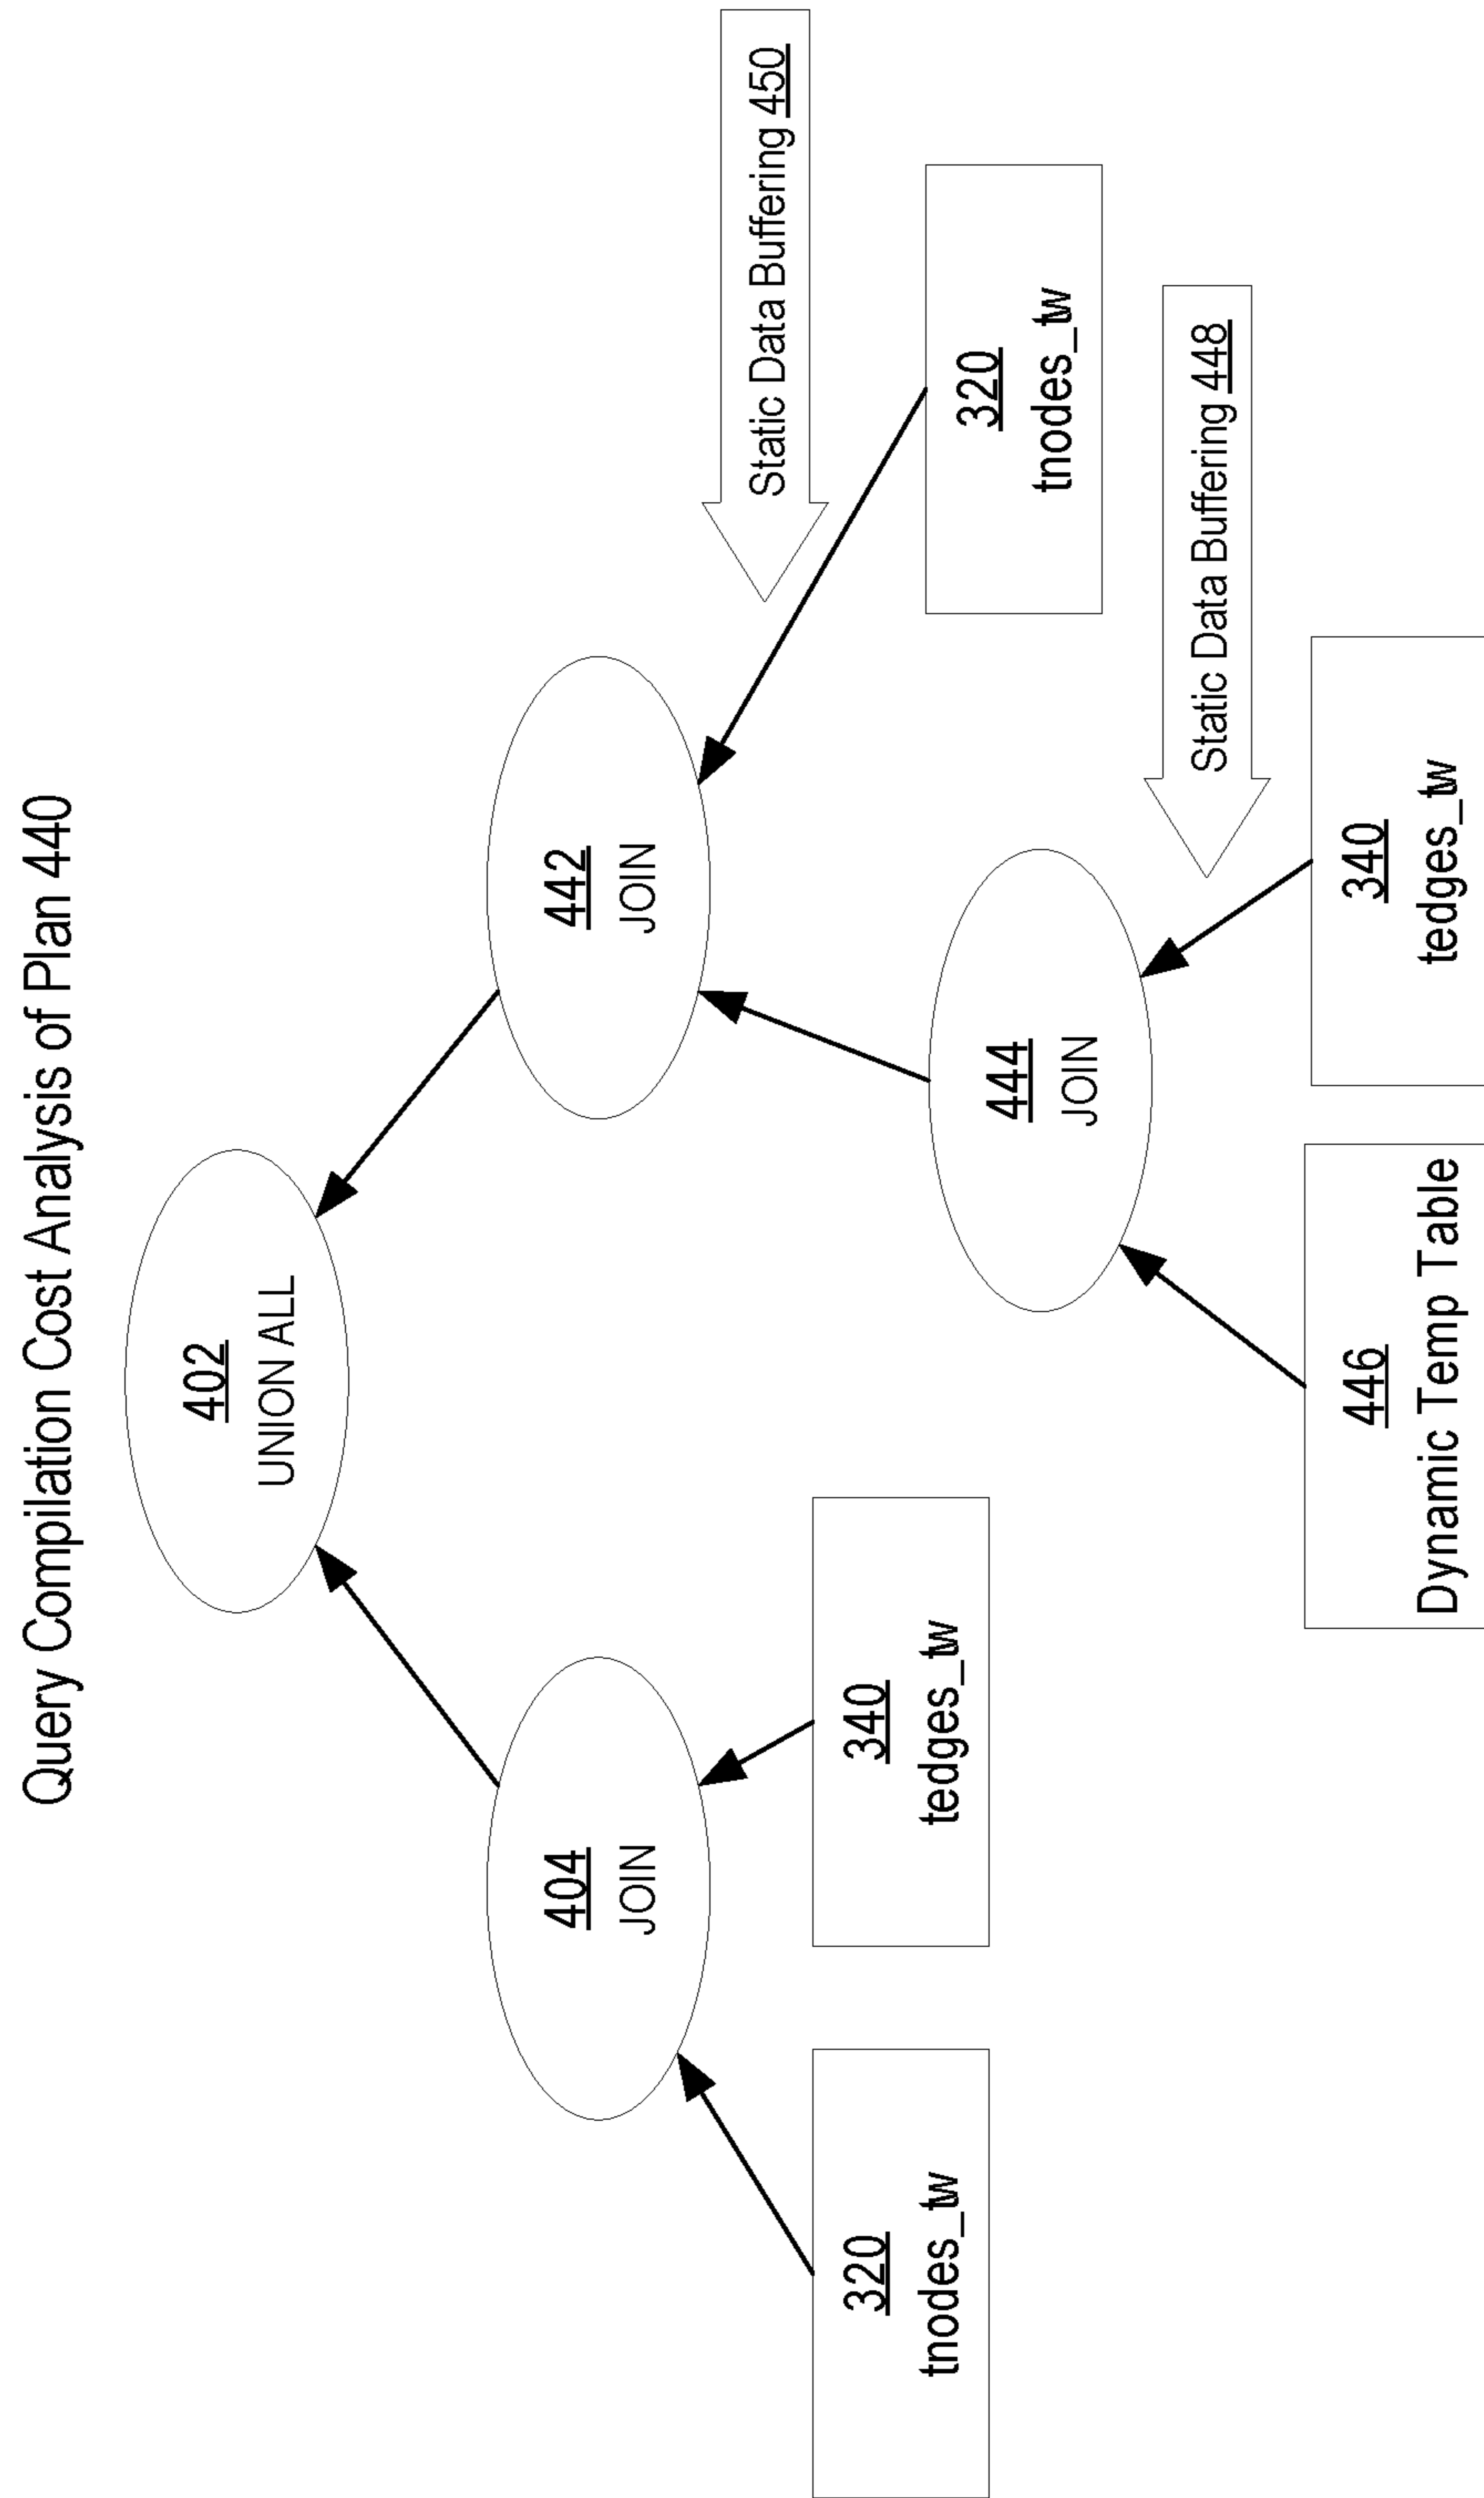 Query Compilation Cost Analysis of Plan 440
402
UNION ALL
404
JOIN
442
JOIN
Static Data Buffering 450
320
tnodes_tw
340
tedges_tw
444
JOIN
320
tnodes_tw
Static Data Buffering 448
446
Dynamic Temp Table
340
tedges_tw